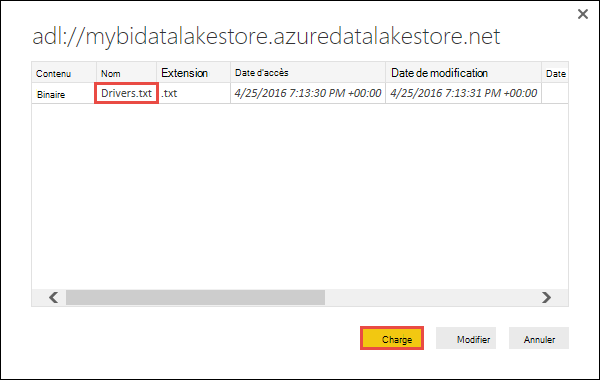 adl://mybidatalakestore.azuredatalakestore.net
Contenu Nom Extension Date d'accès Date de modification Date
Binaire Drivers.txt .txt 4/25/2016 7:13:30 PM +00:00 4/25/2016 7:13:31 PM +00:00
Charge Modifier Annuler